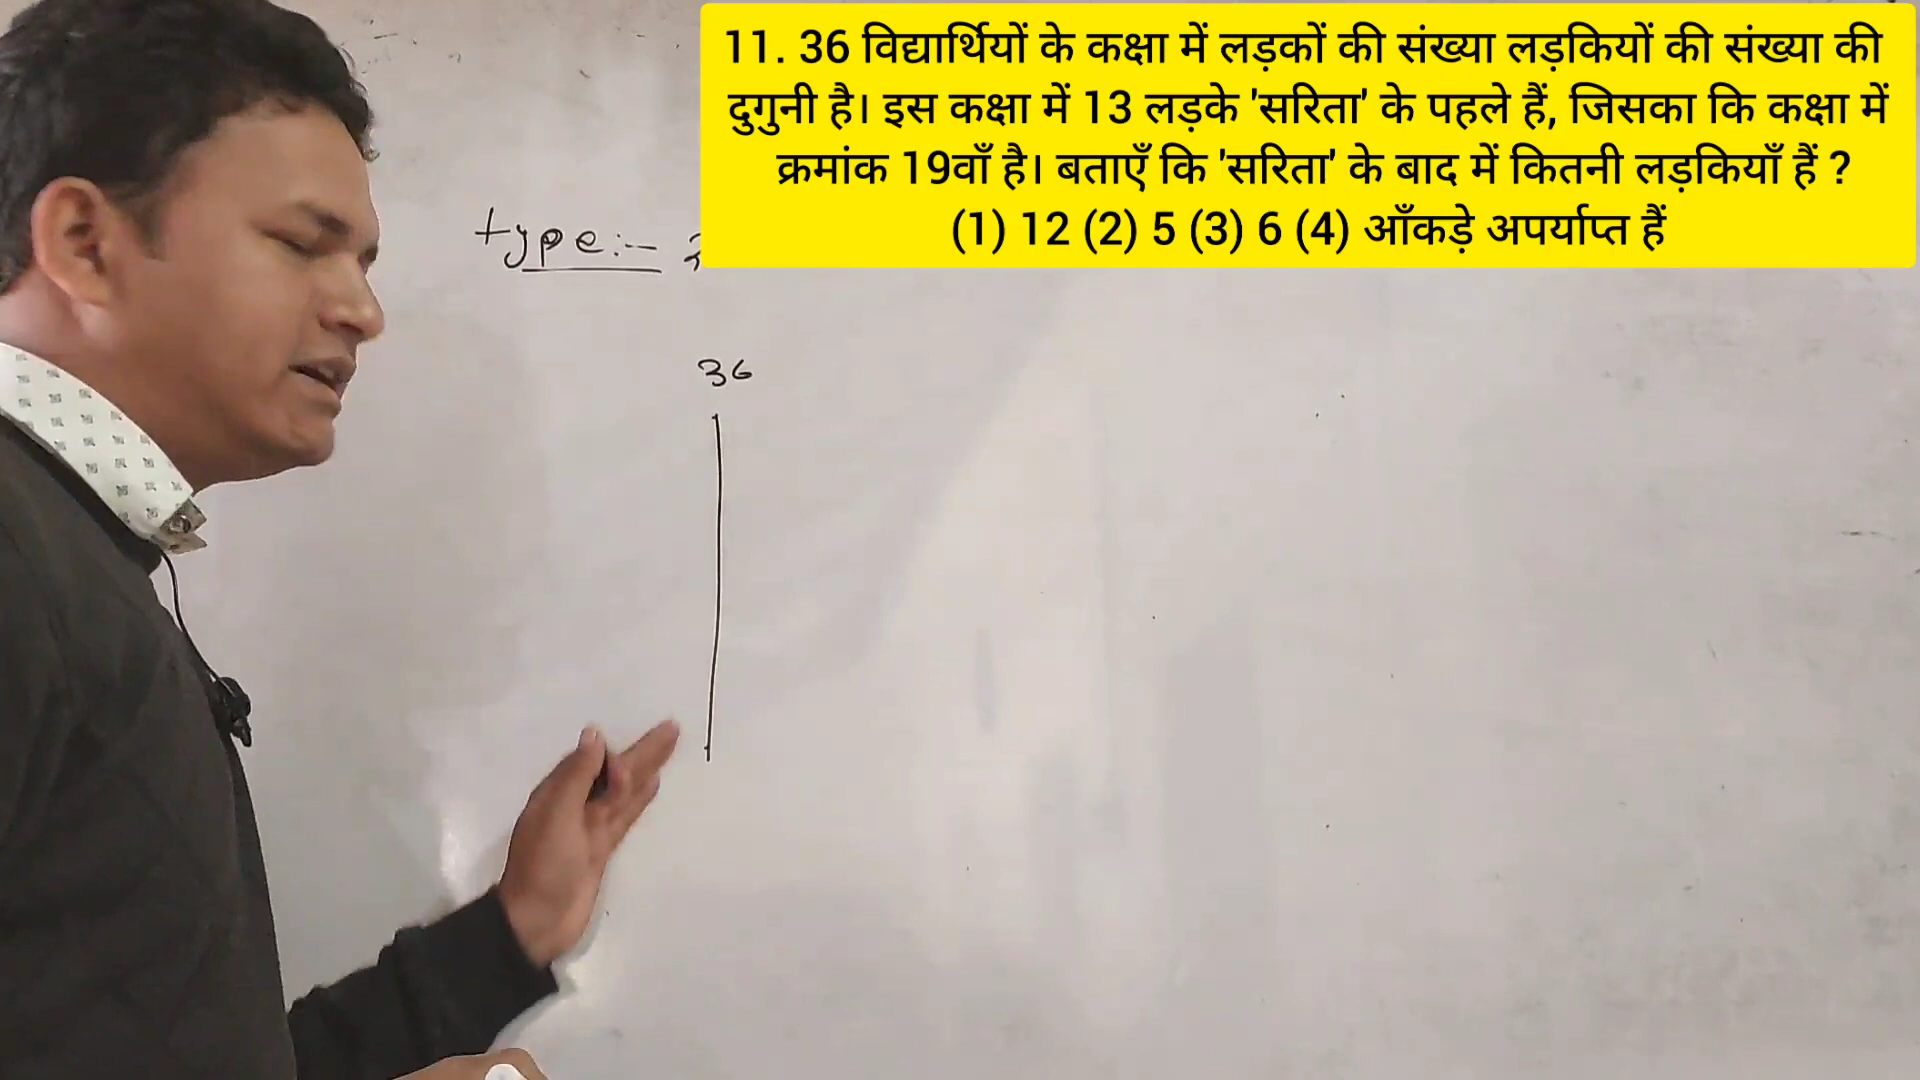 11. 36 विद्यार्थियों के कक्षा में लड़कों की संख्या लड़कियों की संख्या की
दुगुनी है। इस कक्षा में 13 लड़के 'सरिता' के पहले हैं, जिसका कि कक्षा में
क्रमांक 19वाँ है। बताएँ कि 'सरिता' के बाद में कितनी लड़कियाँ हैं ?
(1) 12 (2) 5 (3) 6 (4) आँकड़े अपर्याप्त हैं
type:-
36